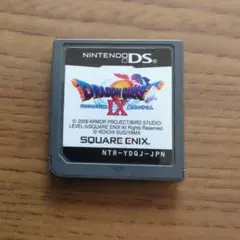 NINTENDO DS
DRAGON QUEST
IX
© 2009 ARMOR PROJECT/BIRD STUDIO/
LEVEL-5/SQUARE ENIX All Rights Reserved
© KOICHI SUGIYAMA
SQUARE ENIX.
NTR-YDQJ-JPN